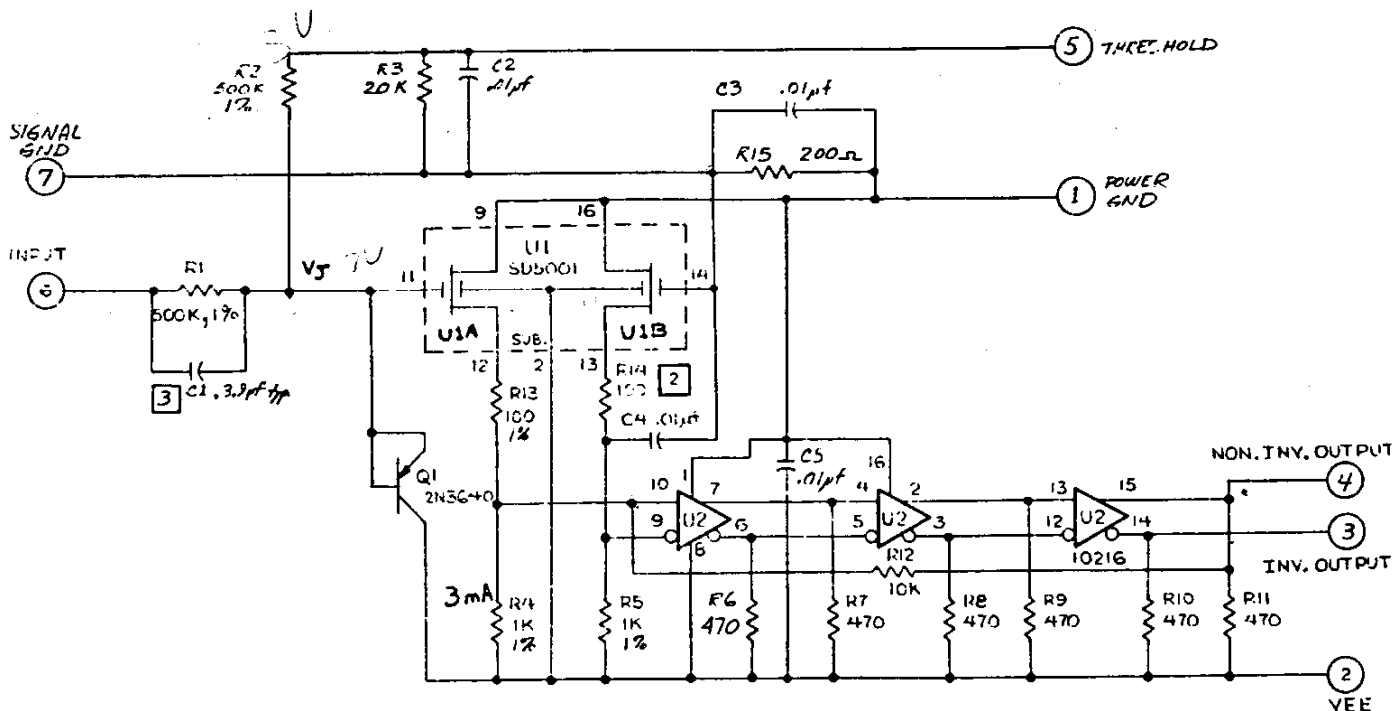 U
5
THRESHOLD
R2
500K
1%
R3
20K
C2
.01µf
C3 .01µf
SIGNAL
GND
7
R15 200Ω
1
POWER
GND
9
16
INPUT
6
R1
500K, 1%
VJ
11
U1
SD5001
14
U1A
U1B
SUB.
12
2
13
3
C1, 3.9pf typ
R14
100
2
R13
100
1%
C4 .01µf
Q1
2N3640
C5
.01µf
16
NON. INV. OUTPUT
4
10
1
7
4
2
13
15
9
U2
6
5
U2
3
12
U2
14
3
8
R12
10K
10216
INV. OUTPUT
3mA
R4
1K
1%
R5
1K
1%
R6
470
R7
470
R8
470
R9
470
R10
470
R11
470
2
VEE